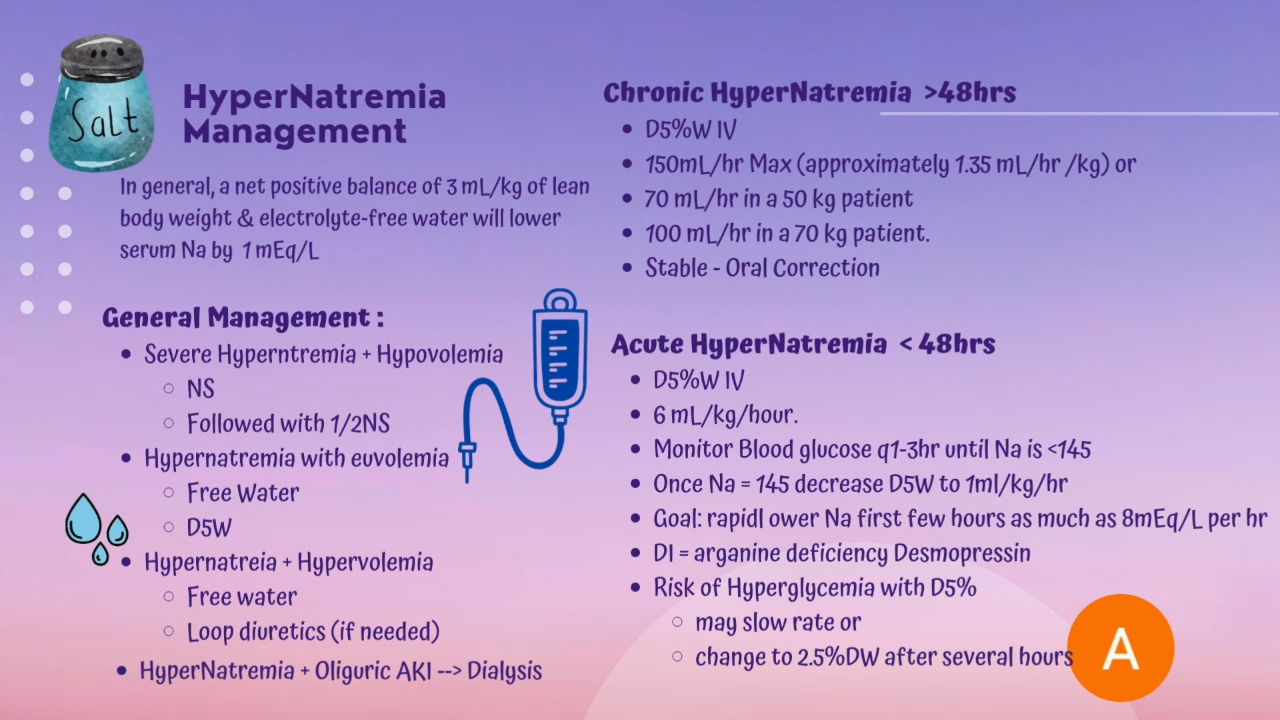 Salt
HyperNatremia
Management
In general, a net positive balance of 3 mL/kg of lean
body weight & electrolyte-free water will lower
serum Na by 1 mEq/L
General Management :
Severe Hyperntremia + Hypovolemia
NS
Followed with 1/2NS
Hypernatremia with euvolemia
Free Water
D5W
Hypernatreia + Hypervolemia
Free water
Loop diuretics (if needed)
HyperNatremia + Oliguric AKI --> Dialysis
Chronic HyperNatremia >48hrs
D5%W IV
150mL/hr Max (approximately 1.35 mL/hr /kg) or
70 mL/hr in a 50 kg patient
100 mL/hr in a 70 kg patient.
Stable - Oral Correction
Acute HyperNatremia < 48hrs
D5%W IV
6 mL/kg/hour.
Monitor Blood glucose q1-3hr until Na is <145
Once Na = 145 decrease D5W to 1ml/kg/hr
Goal: rapidl ower Na first few hours as much as 8mEq/L per hr
DI = arganine deficiency Desmopressin
Risk of Hyperglycemia with D5%
may slow rate or
change to 2.5%DW after several hours
A